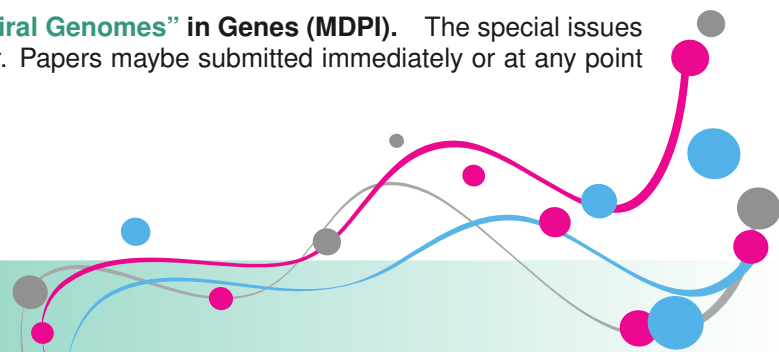 iral Genomes” in Genes (MDPI). The special issues
. Papers maybe submitted immediately or at any point